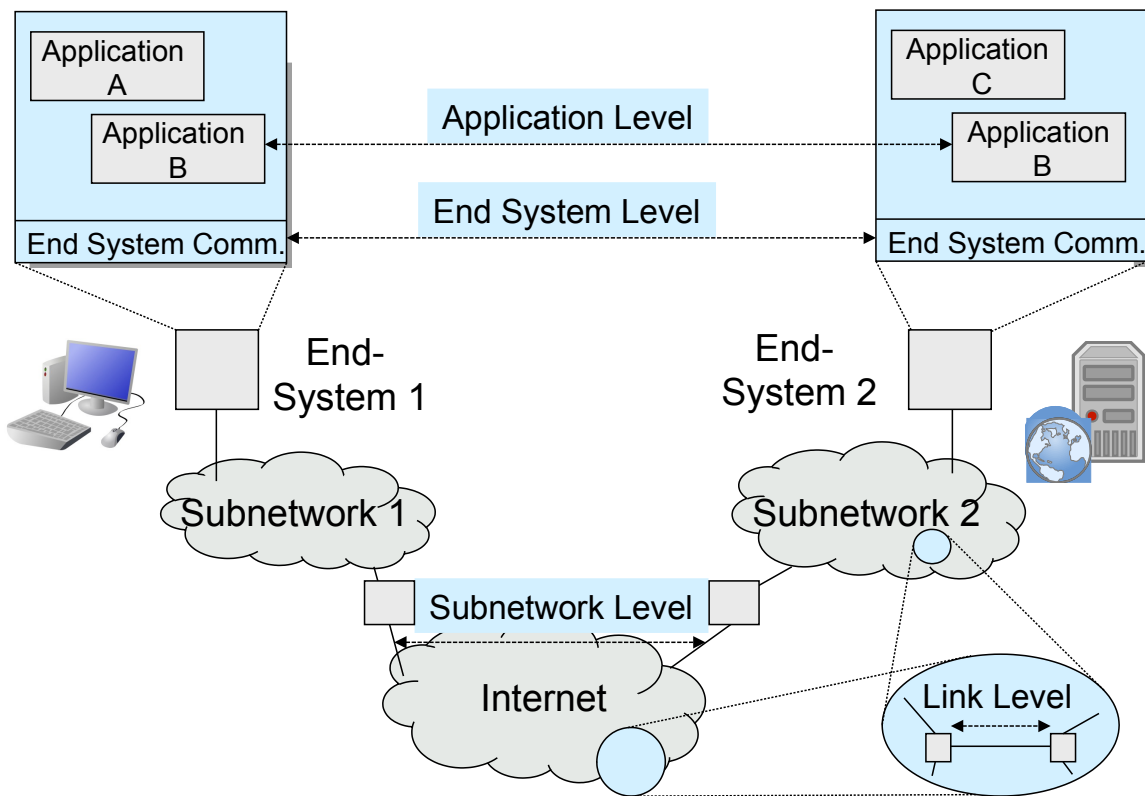 Application
A
Application
B
End System Comm.
Application Level
End System Level
Application
C
Application
B
End System Comm.
End-
System 1
End-
System 2
Subnetwork 1
Subnetwork 2
Subnetwork Level
Internet
Link Level